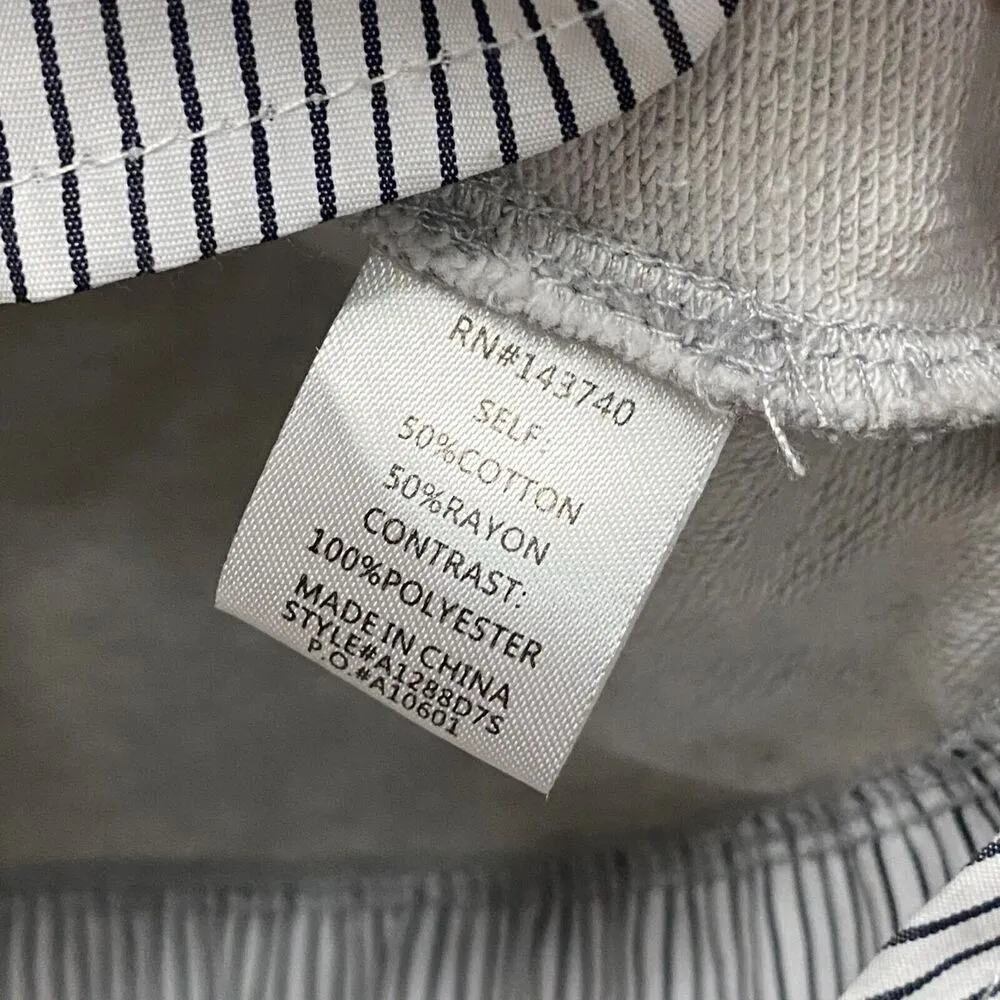 RN#143740
SELF:
50%COTTON
50%RAYON
CONTRAST:
100%POLYESTER
MADE IN CHINA
STYLE#A1288D7S
P.O.#A10601